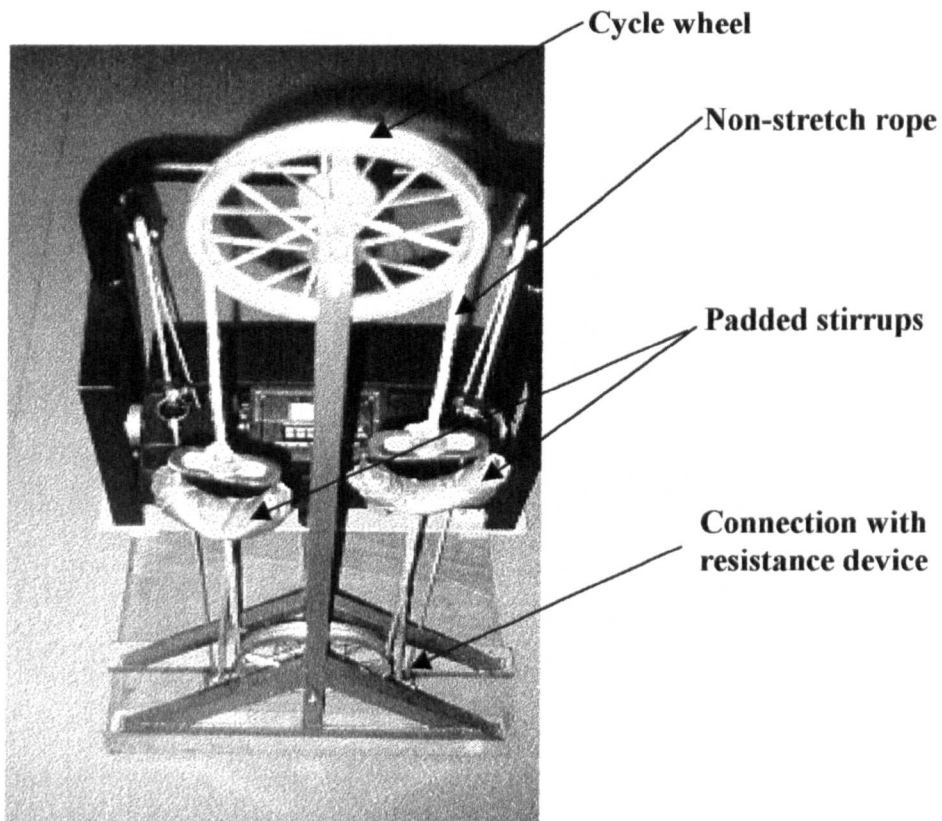 Cycle wheel
Non-stretch rope
Padded stirrups
Connection with
resistance device